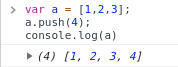 > var a = [1,2,3];
a.push(4);
console.log(a)
▶ (4) [1, 2, 3, 4]